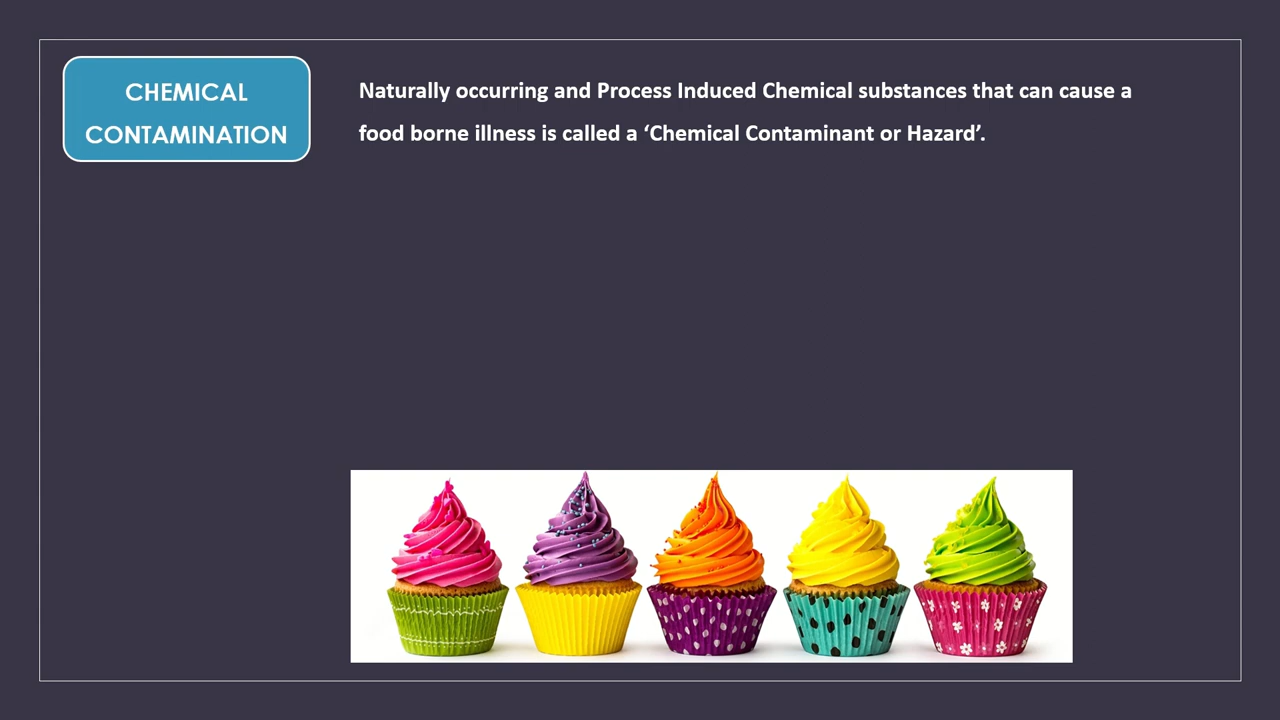 CHEMICAL
CONTAMINATION
Naturally occurring and Process Induced Chemical substances that can cause a
food borne illness is called a ‘Chemical Contaminant or Hazard’.